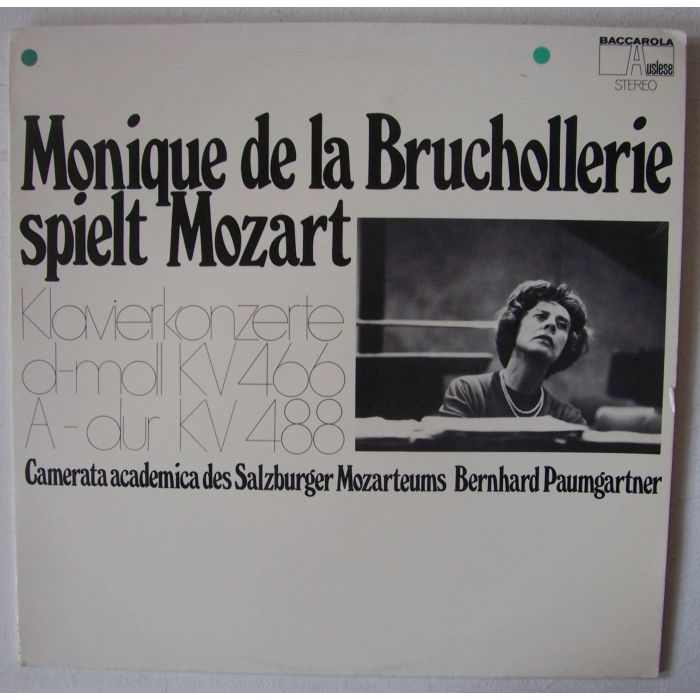 BACCAROLA
Auslese
STEREO
Monique de la Bruchollerie
spielt Mozart
Klavierkonzerte
d-moll KV 466
A-dur KV 488
Camerata academica des Salzburger Mozarteums Bernhard Paumgartner